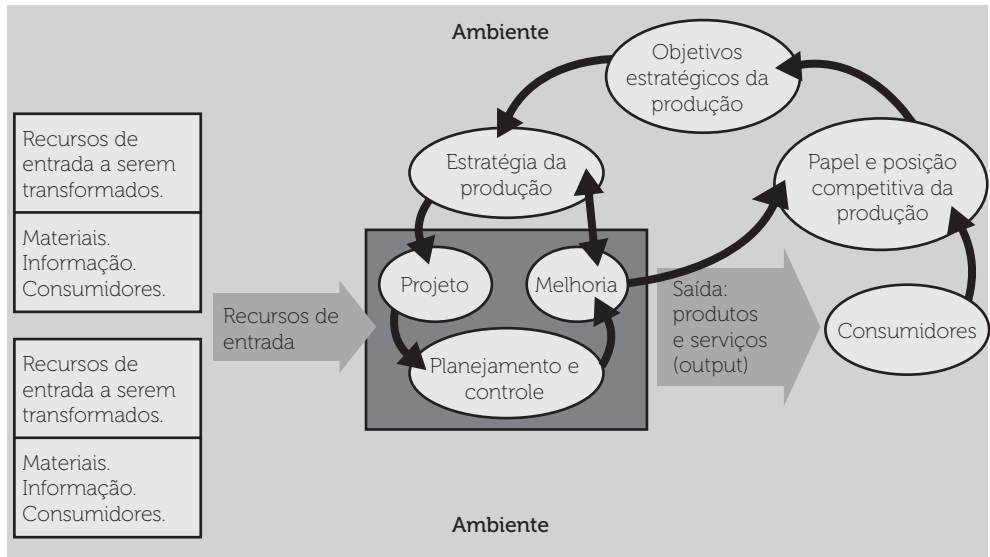 Ambiente
Objetivos
estratégicos da
produção
Recursos de
entrada a serem
transformados.
Materiais.
Informação.
Consumidores.
Estratégia da
produção
Papel e posição
competitiva da
produção
Projeto
Melhoria
Recursos de
entrada
Saída:
produtos
e serviços
(output)
Consumidores
Planejamento e
controle
Recursos de
entrada a serem
transformados.
Materiais.
Informação.
Consumidores.
Ambiente